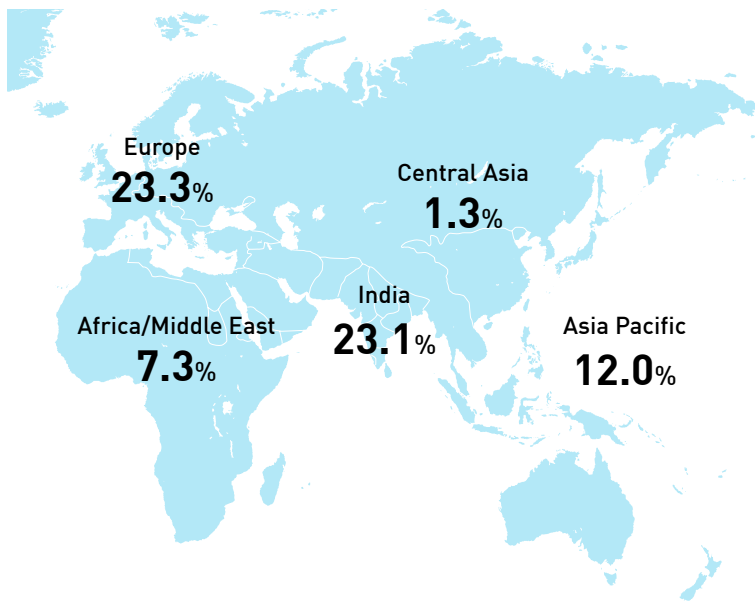 Europe
23.3%
Central Asia
1.3%
India
23.1%
Africa/Middle East
7.3%
Asia Pacific
12.0%